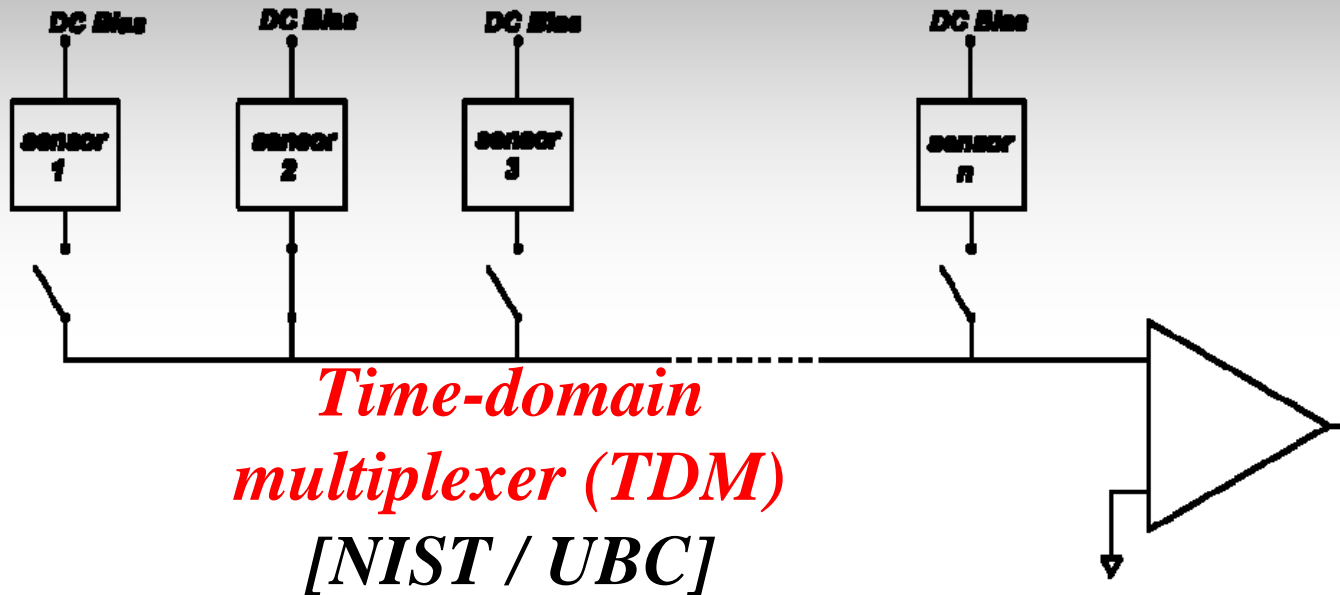 DC Bias DC Bias DC Bias DC Bias
sensor sensor sensor sensor
1 2 3 n
Time-domain
multiplexer (TDM)
[NIST / UBC]